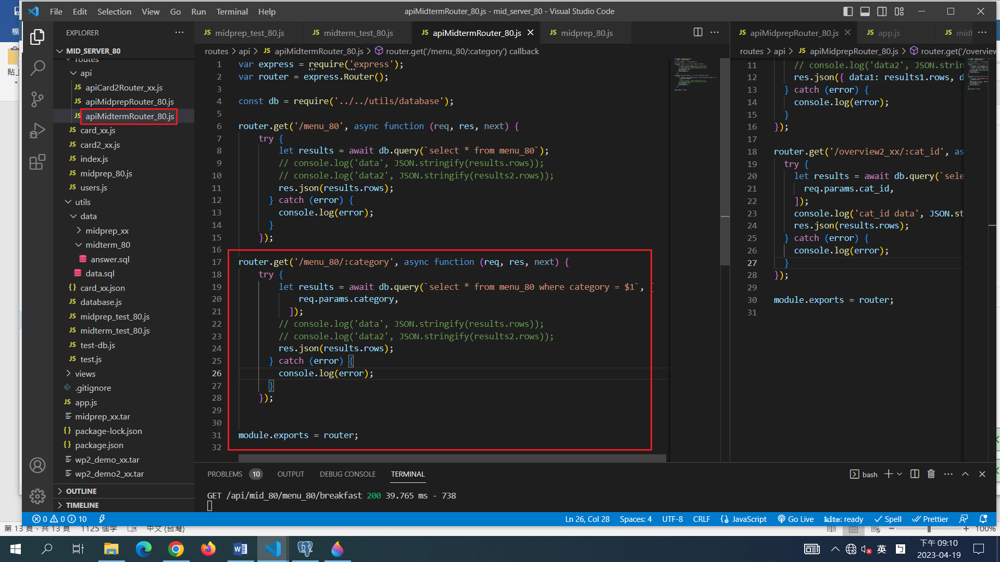 File Edit Selection View Go Run Terminal Help
apiMidtermRouter_80.js - mid_server_80 - Visual Studio Code
檔
貼上
EXPLORER
MID_SERVER_80
routes
api
JS apiCard2Router_xx.js
JS apiMidprepRouter_80.js
JS apiMidtermRouter_80.js
JS card_xx.js
JS card2_xx.js
JS index.js
JS midprep_80.js
JS users.js
utils
data
midprep_xx
midterm_80
answer.sql
data.sql
{} card_xx.json
JS database.js
JS midprep_test_80.js
JS midterm_test_80.js
JS test-db.js
JS test.js
views
.gitignore
JS app.js
midprep_xx.tar
{} package-lock.json
{} package.json
wp2_demo_xx.tar
wp2_demo2_xx.tar
OUTLINE
TIMELINE
JS midprep_test_80.js JS midterm_test_80.js JS apiMidtermRouter_80.js JS midprep_80.js
routes > api > JS apiMidtermRouter_80.js > router.get('/menu_80/:category') callback
1 var express = require('express');
2 var router = express.Router();
3
4 const db = require('../../utils/database');
5
6 router.get('/menu_80', async function (req, res, next) {
7 try {
8 let results = await db.query(`select * from menu_80`);
9 // console.log('data', JSON.stringify(results.rows));
10 // console.log('data2', JSON.stringify(results2.rows));
11 res.json(results.rows);
12 } catch (error) {
13 console.log(error);
14 }
15 });
16
17 router.get('/menu_80/:category', async function (req, res, next) {
18 try {
19 let results = await db.query(`select * from menu_80 where category = $1`, [
20 req.params.category,
21 ]);
22 // console.log('data', JSON.stringify(results.rows));
23 // console.log('data2', JSON.stringify(results2.rows));
24 res.json(results.rows);
25 } catch (error) {
26 console.log(error);
27 }
28 });
29
30
31 module.exports = router;
32
JS apiMidprepRouter_80.js JS app.js JS midt
routes > api > JS apiMidprepRouter_80.js > router.get('/overview
11 // console.log('data2', JSON.strin
12 res.json({ data1: results1.rows, d
13 } catch (error) {
14 console.log(error);
15 }
16 });
17
18 router.get('/overview2_xx/:cat_id', as
19 try {
20 let results = await db.query(`sele
21 req.params.cat_id,
22 ]);
23 console.log('cat_id data', JSON.st
24 res.json(results.rows);
25 } catch (error) {
26 console.log(error);
27 }
28 });
29
30 module.exports = router;
31
PROBLEMS 10 OUTPUT DEBUG CONSOLE TERMINAL
bash
GET /api/mid_80/menu_80/breakfast 200 39.765 ms - 738
0 0 10
Ln 26, Col 28 Spaces: 4 UTF-8 CRLF {} JavaScript Go Live kite: ready Spell Prettier
第 13 頁，共 13 頁 1125 個字 中文 (台灣) 100%
英
下午 09:10
2023-04-19